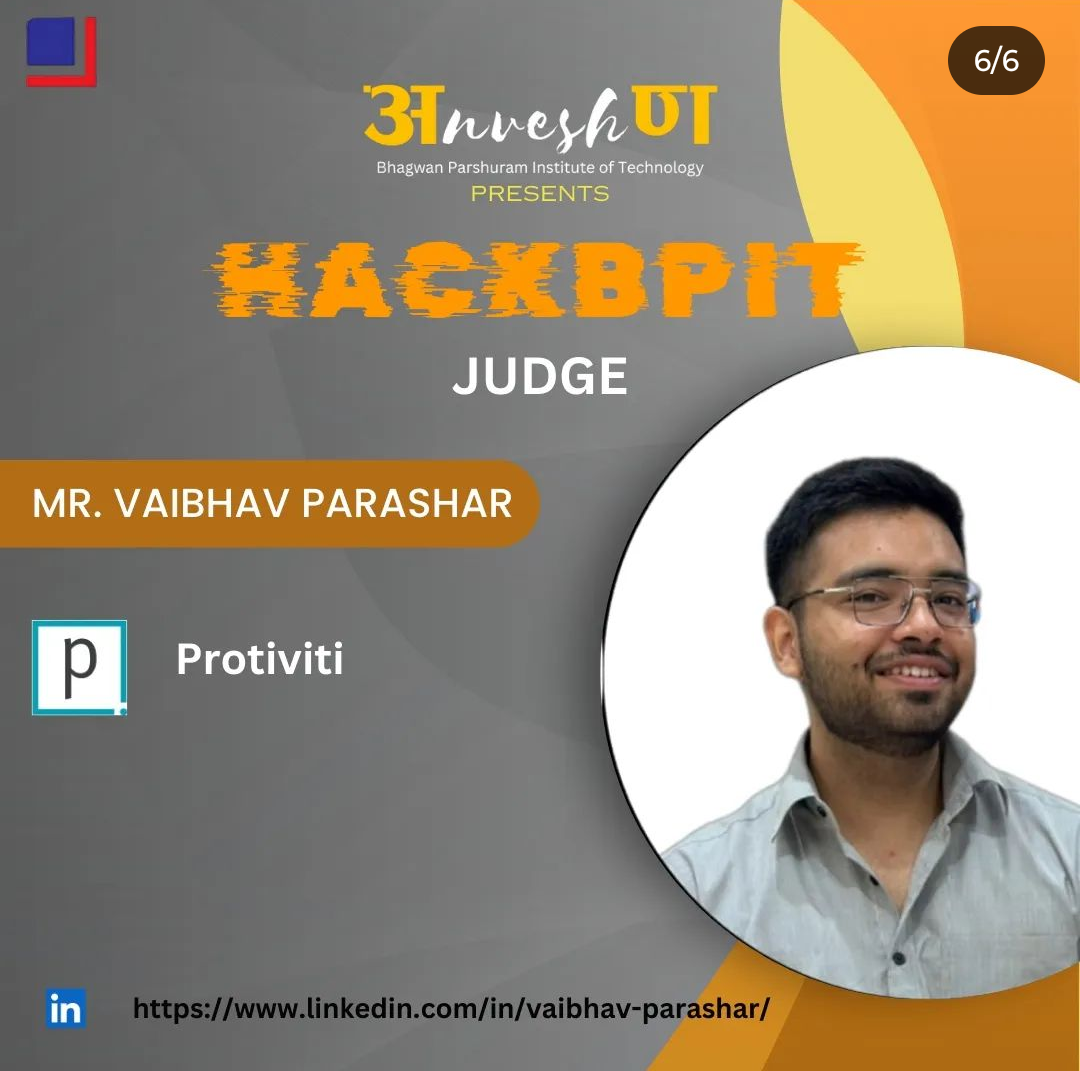 6/6
अnveshण
Bhagwan Parshuram Institute of Technology
PRESENTS
HACKBPIT
JUDGE
MR. VAIBHAV PARASHAR
p
Protiviti
in
https://www.linkedin.com/in/vaibhav-parashar/